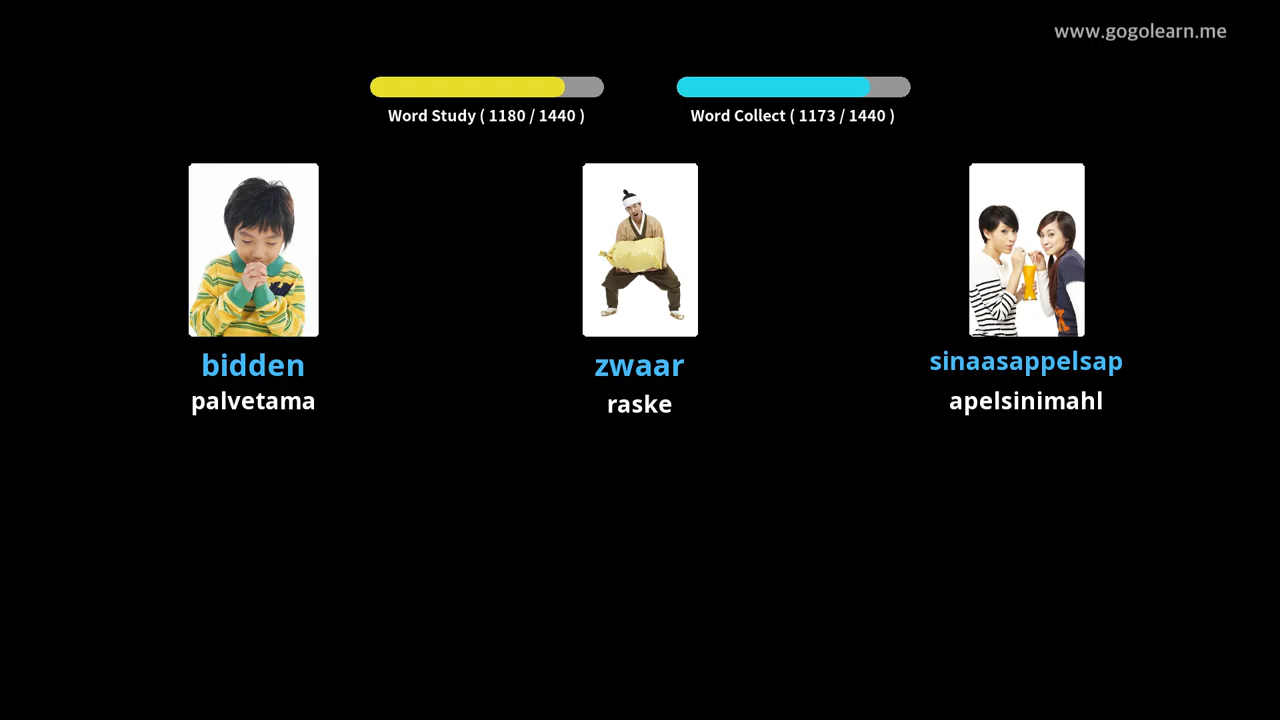 www.gogolearn.me
Word Study ( 1180 / 1440 )
Word Collect ( 1173 / 1440 )
bidden
palvetama
zwaar
raske
sinaasappelsap
apelsinimahl